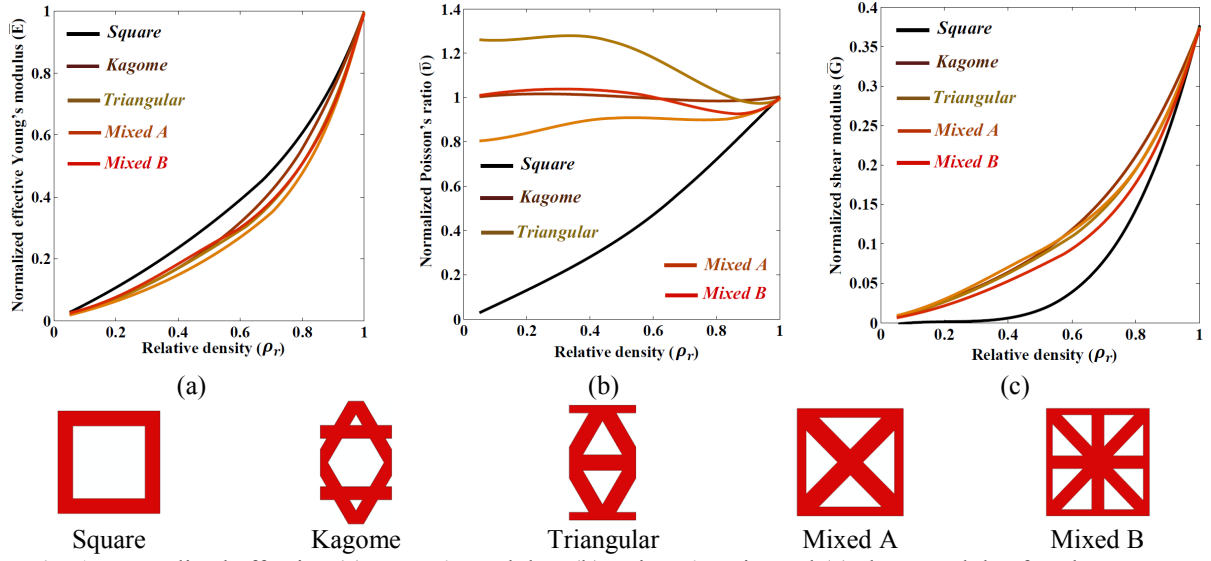 Normalized effective Young's modulus (Ē)
1
0.8
0.6
0.4
0.2
0
Square
Kagome
Triangular
Mixed A
Mixed B
0
0.2
0.4
0.6
0.8
1
Relative density (ρr)
(a)
Normalized Poisson's ratio (ῡ)
1.4
1.2
1
0.8
0.6
0.4
0.2
0
Square
Kagome
Triangular
Mixed A
Mixed B
0
0.2
0.4
0.6
0.8
1
Relative density (ρr)
(b)
Normalized shear modulus (Ḡ)
0.4
0.35
0.3
0.25
0.2
0.15
0.1
0.05
0
Square
Kagome
Triangular
Mixed A
Mixed B
0
0.2
0.4
0.6
0.8
1
Relative density (ρr)
(c)
Square
Kagome
Triangular
Mixed A
Mixed B